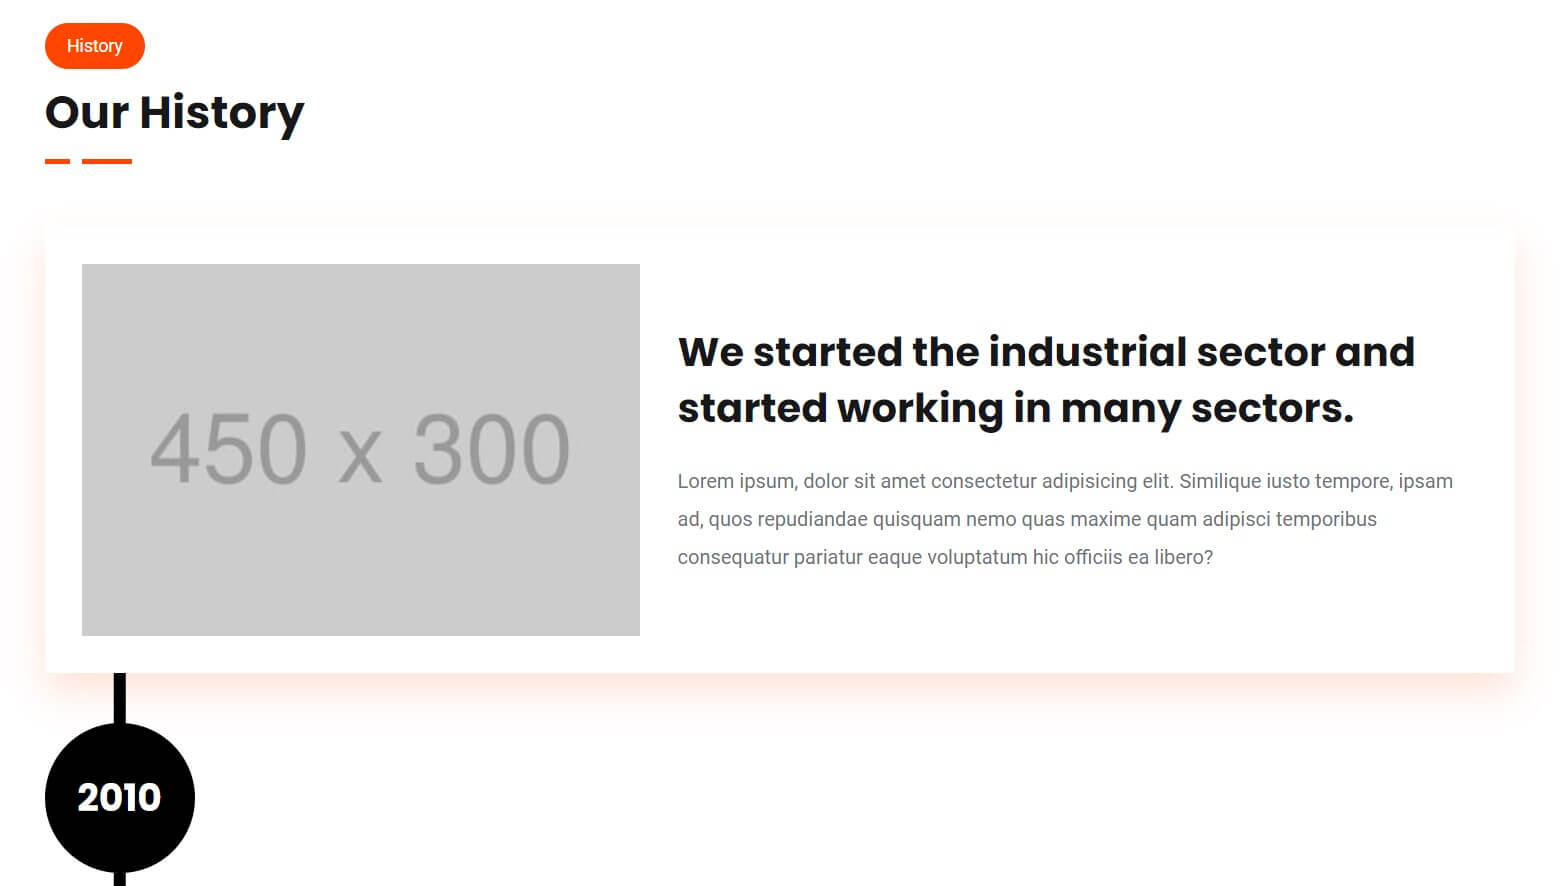 History
Our History
450 x 300
We started the industrial sector and
started working in many sectors.
Lorem ipsum, dolor sit amet consectetur adipisicing elit. Similique iusto tempore, ipsam
ad, quos repudiandae quisquam nemo quas maxime quam adipisci temporibus
consequatur pariatur eaque voluptatum hic officiis ea libero?
2010